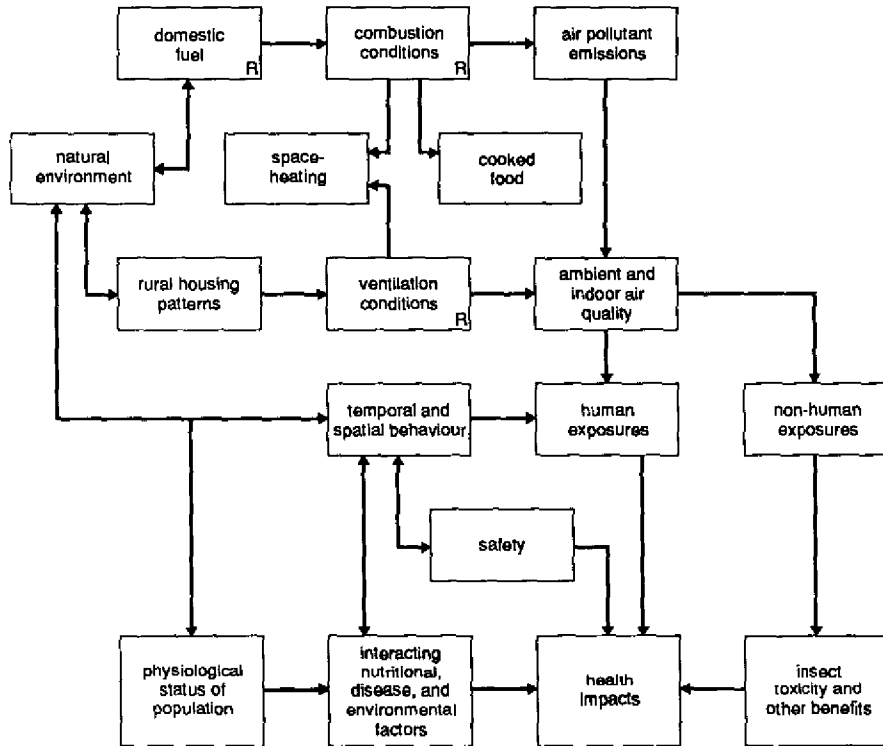 domestic
fuel
R
combustion
conditions
R
air pollutant
emissions
natural
environment
space-
heating
cooked
food
rural housing
patterns
ventilation
conditions
R
ambient and
indoor air
quality
temporal and
spatial behaviour
human
exposures
non-human
exposures
safety
physiological
status of
population
interacting
nutritional,
disease, and
environmental
factors
health
impacts
insect
toxicity and
other benefits